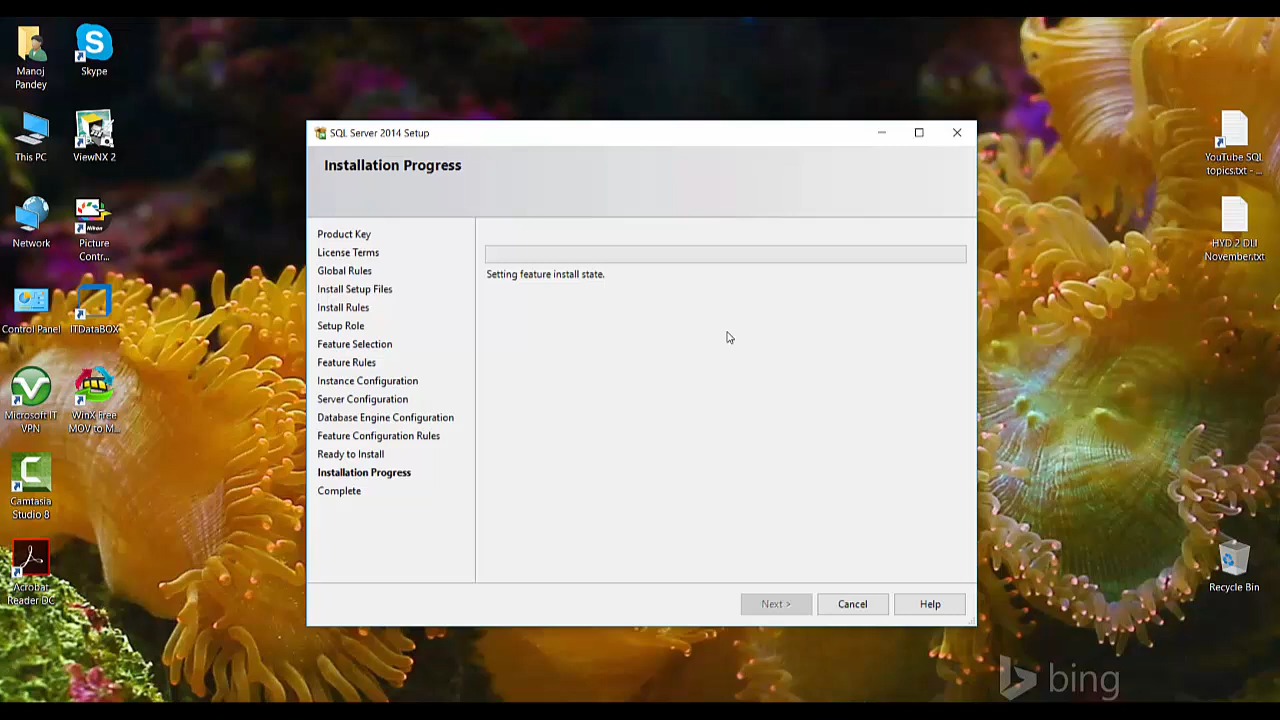 Manoj
Pandey
Skype
This PC
ViewNX 2
Network
Picture
Contr...
Nikon
Control Panel
ITDataBOX
Microsoft IT
VPN
WinX Free
MOV to M...
Camtasia
Studio 8
Acrobat
Reader DC
SQL Server 2014 Setup
Installation Progress
Product Key
License Terms
Global Rules
Install Setup Files
Install Rules
Setup Role
Feature Selection
Feature Rules
Instance Configuration
Server Configuration
Database Engine Configuration
Feature Configuration Rules
Ready to Install
Installation Progress
Complete
Setting feature install state.
Next >
Cancel
Help
YouTube SQL
topics.txt - ...
HYD 2 DLI
November.txt
Recycle Bin
bing